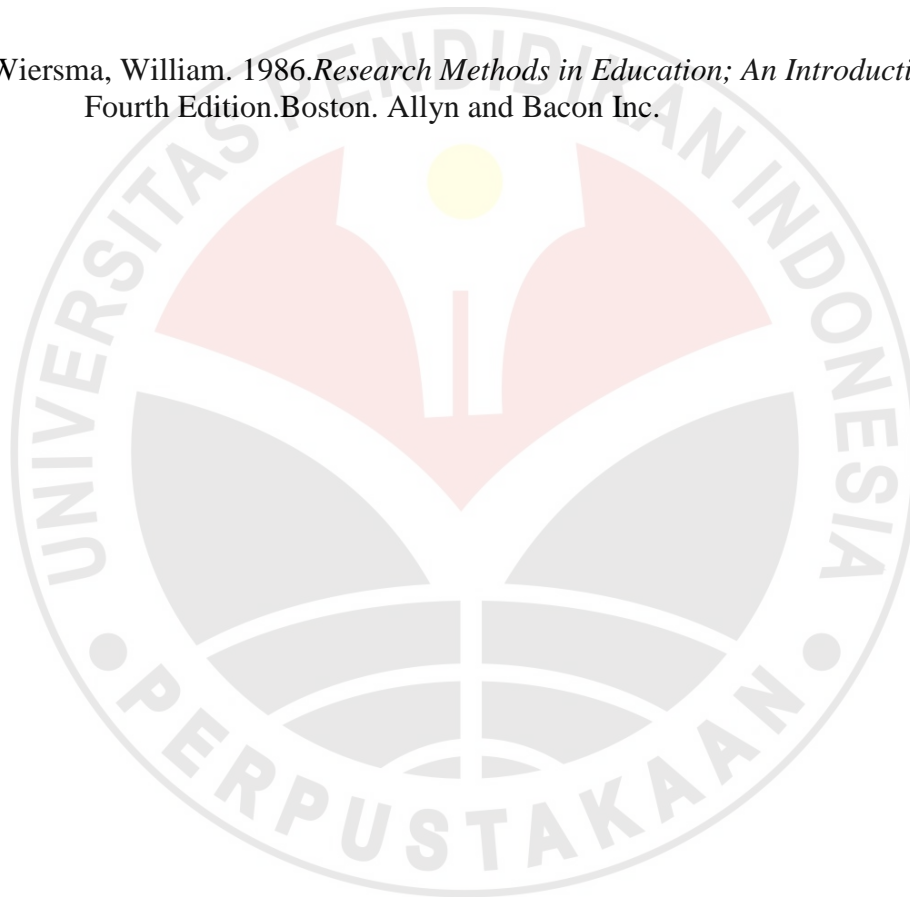 Wiersma, William. 1986.Research Methods in Education; An Introducti
Fourth Edition.Boston. Allyn and Bacon Inc.
UNIVERSITAS PENDIDIKAN INDONESIA
PERPUSTAKAAN